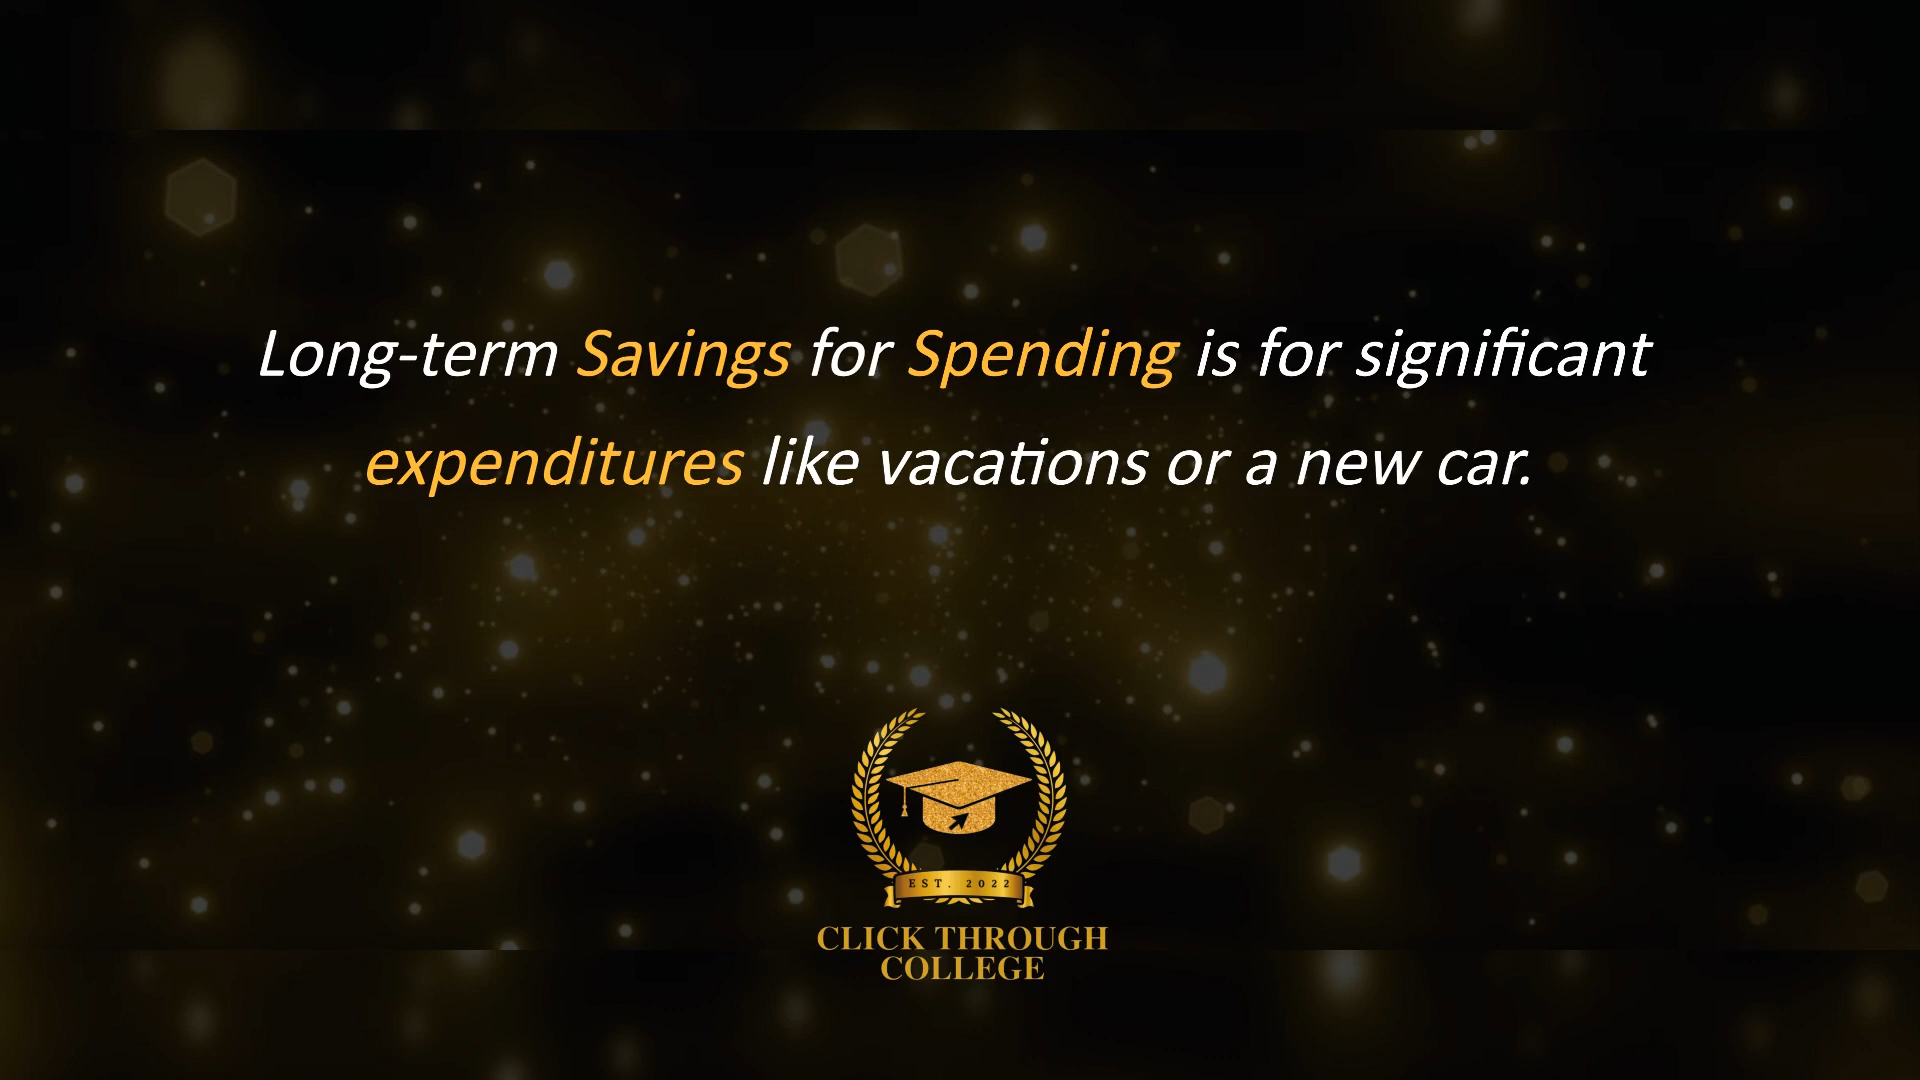 Long-term Savings for Spending is for significant
expenditures like vacations or a new car.
EST. 2022
CLICK THROUGH
COLLEGE